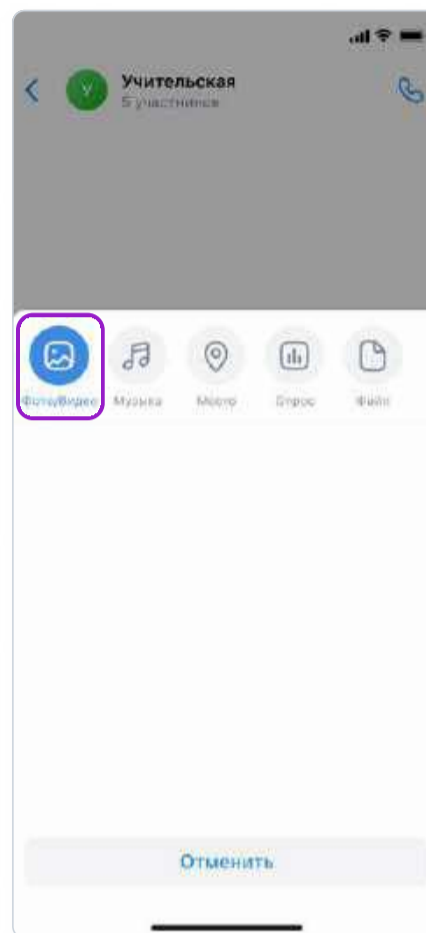 У
Учительская
5 участников
Фото/Видео Музыка Место Опрос Файл
Отменить